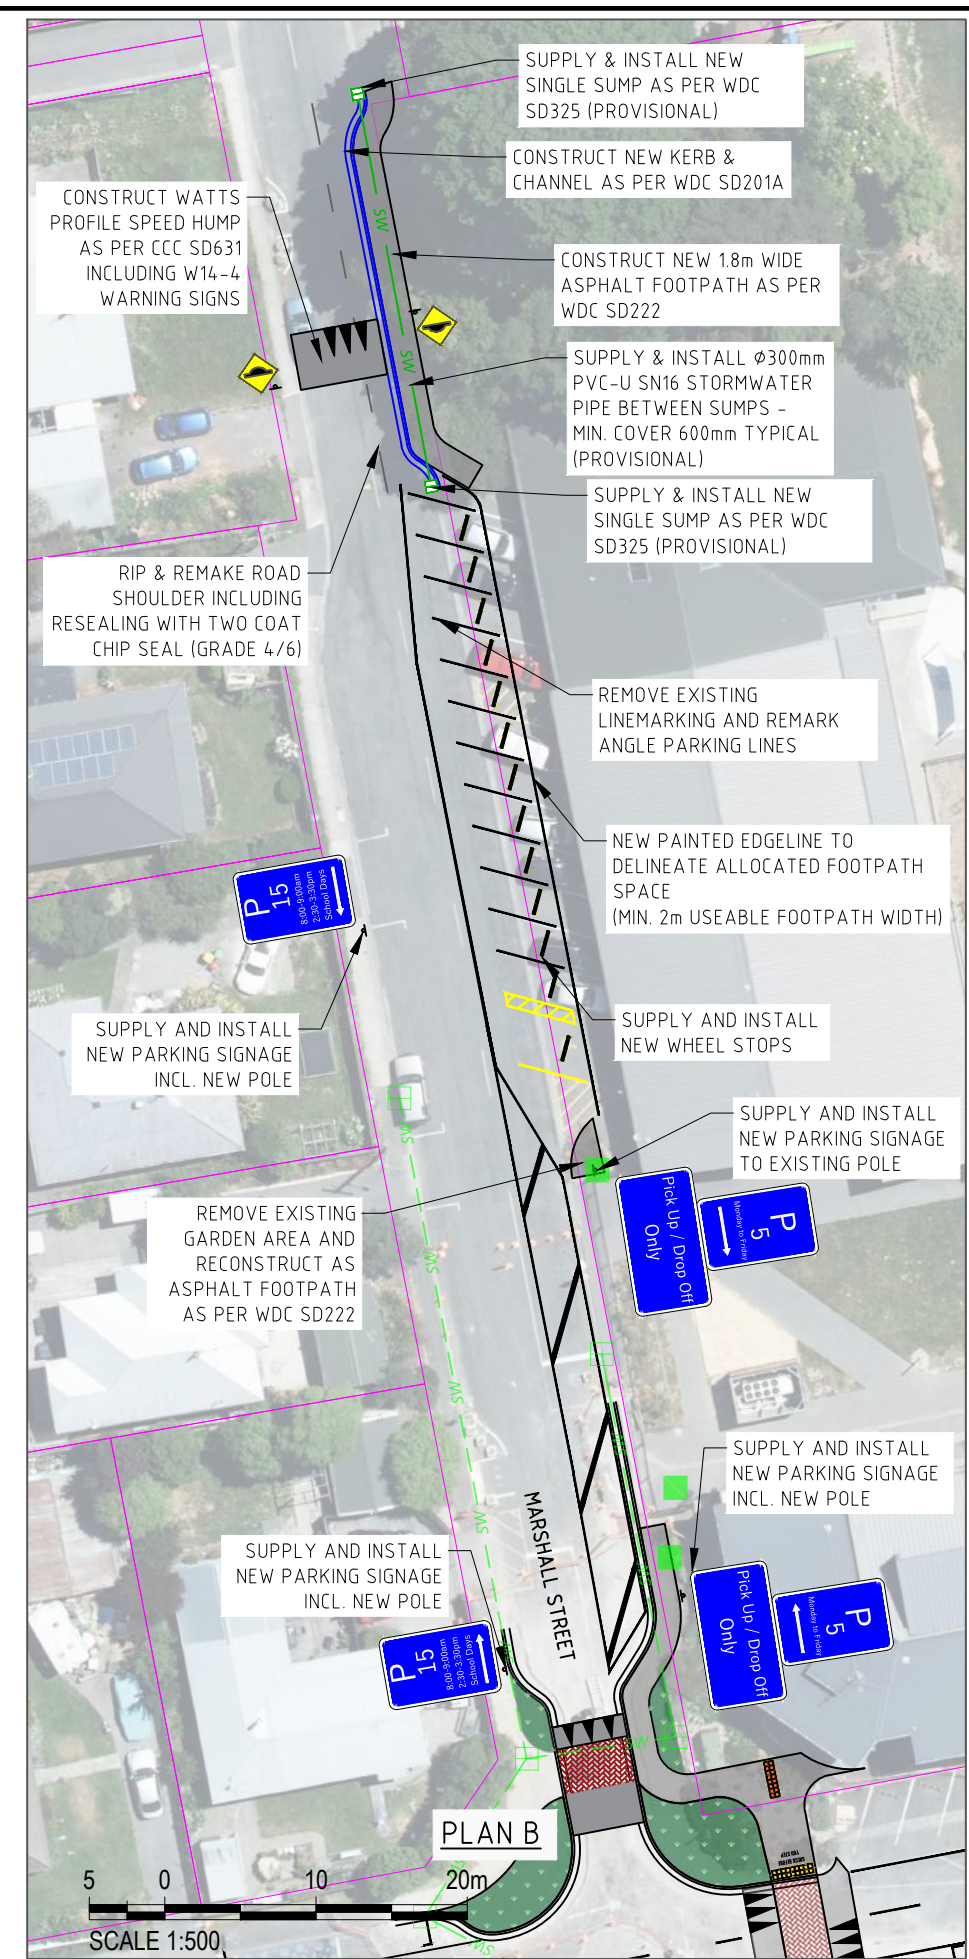 SUPPLY & INSTALL NEW
SINGLE SUMP AS PER WDC
SD325 (PROVISIONAL)
CONSTRUCT NEW KERB &
CHANNEL AS PER WDC SD201A
CONSTRUCT WATTS
PROFILE SPEED HUMP
AS PER CCC SD631
INCLUDING W14-4
WARNING SIGNS
CONSTRUCT NEW 1.8m WIDE
ASPHALT FOOTPATH AS PER
WDC SD222
SW
SW
SUPPLY & INSTALL Ø300mm
PVC-U SN16 STORMWATER
PIPE BETWEEN SUMPS -
MIN. COVER 600mm TYPICAL
(PROVISIONAL)
SUPPLY & INSTALL NEW
SINGLE SUMP AS PER WDC
SD325 (PROVISIONAL)
RIP & REMAKE ROAD
SHOULDER INCLUDING
RESEALING WITH TWO COAT
CHIP SEAL (GRADE 4/6)
REMOVE EXISTING
LINEMARKING AND REMARK
ANGLE PARKING LINES
NEW PAINTED EDGELINE TO
DELINEATE ALLOCATED FOOTPATH
SPACE
(MIN. 2m USEABLE FOOTPATH WIDTH)
P
15
8:00-9:00am
2:30-3:30pm
School Days
SUPPLY AND INSTALL
NEW PARKING SIGNAGE
INCL. NEW POLE
SUPPLY AND INSTALL
NEW WHEEL STOPS
SUPPLY AND INSTALL
NEW PARKING SIGNAGE
TO EXISTING POLE
SW
Pick Up / Drop Off
Only
P
5
Monday to Friday
REMOVE EXISTING
GARDEN AREA AND
RECONSTRUCT AS
ASPHALT FOOTPATH
AS PER WDC SD222
SW
SW
SUPPLY AND INSTALL
NEW PARKING SIGNAGE
INCL. NEW POLE
SW
MARSHALL STREET
SUPPLY AND INSTALL
NEW PARKING SIGNAGE
INCL. NEW POLE
Pick Up / Drop Off
Only
P
5
Monday to Friday
P
15
8:00-9:00am
2:30-3:30pm
School Days
SW
PLAN B
5 0 10 20m
SCALE 1:500
SW